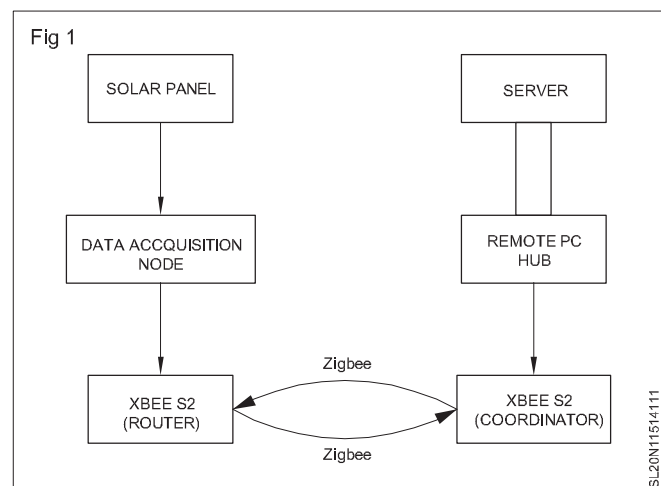 Fig 1
SOLAR PANEL
SERVER
DATA ACCQUISITION
NODE
REMOTE PC
HUB
Zigbee
XBEE S2
(ROUTER)
XBEE S2
(COORDINATOR)
Zigbee
SL20N11514111